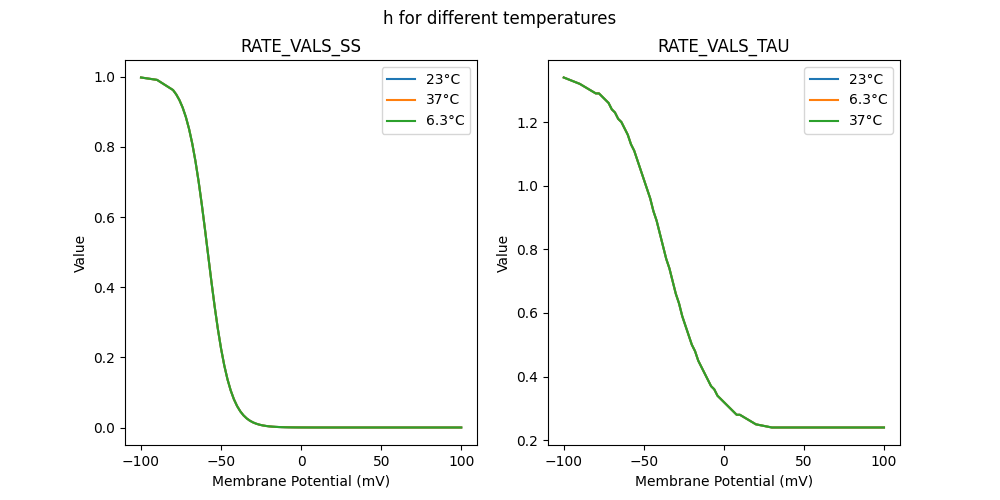 h for different temperatures
RATE_VALS_SS
1.0
0.8
0.6
0.4
0.2
0.0
Value
−100
−50
0
50
100
Membrane Potential (mV)
23°C
37°C
6.3°C
RATE_VALS_TAU
1.2
1.0
0.8
0.6
0.4
0.2
Value
−100
−50
0
50
100
Membrane Potential (mV)
23°C
6.3°C
37°C